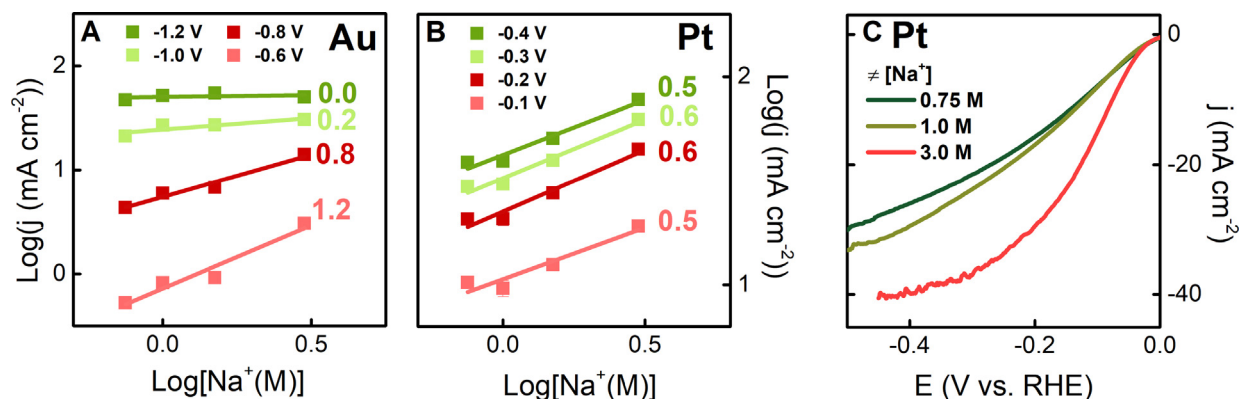 A
-1.2 V
-0.8 V
-1.0 V
-0.6 V
Au
2
1
0
0.0
0.2
0.8
1.2
Log(j (mA cm⁻²))
0.0
0.5
Log[Na⁺(M)]
B
-0.4 V
-0.3 V
-0.2 V
-0.1 V
Pt
0.5
0.6
0.6
0.5
2
1
Log(j (mA cm⁻²))
0.0
0.5
Log[Na⁺(M)]
C Pt
≠ [Na⁺]
0.75 M
1.0 M
3.0 M
0
-20
-40
j (mA cm⁻²)
-0.4
-0.2
0.0
E (V vs. RHE)